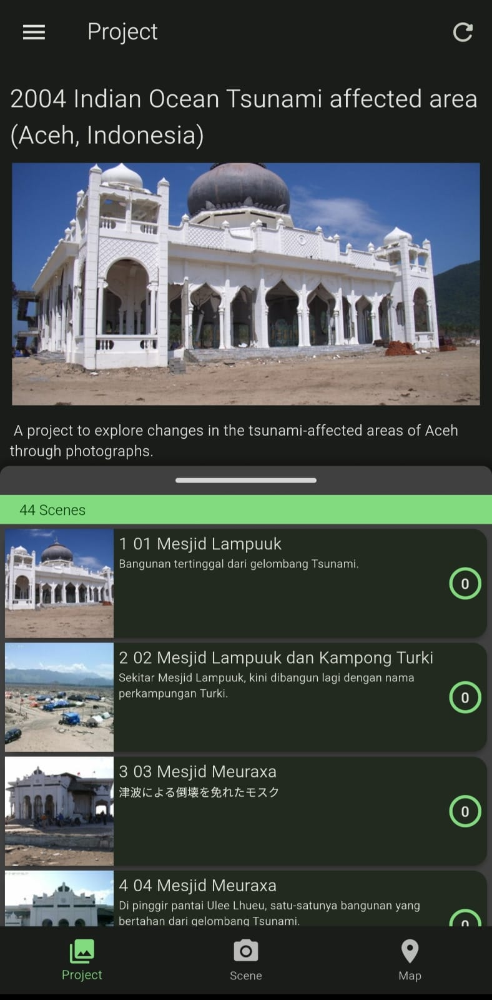 Project
2004 Indian Ocean Tsunami affected area
(Aceh, Indonesia)
A project to explore changes in the tsunami-affected areas of Aceh
through photographs.
44 Scenes
1 01 Mesjid Lampuuk
Bangunan tertinggal dari gelombang Tsunami.
0
2 02 Mesjid Lampuuk dan Kampong Turki
Sekitar Mesjid Lampuuk, kini dibangun lagi dengan nama
perkampungan Turki.
0
3 03 Mesjid Meuraxa
津波による倒壊を免れたモスク
0
4 04 Mesjid Meuraxa
Di pinggir pantai Ulee Lhueu, satu-satunya bangunan yang
bertahan dari gelombang Tsunami.
0
Project
Scene
Map